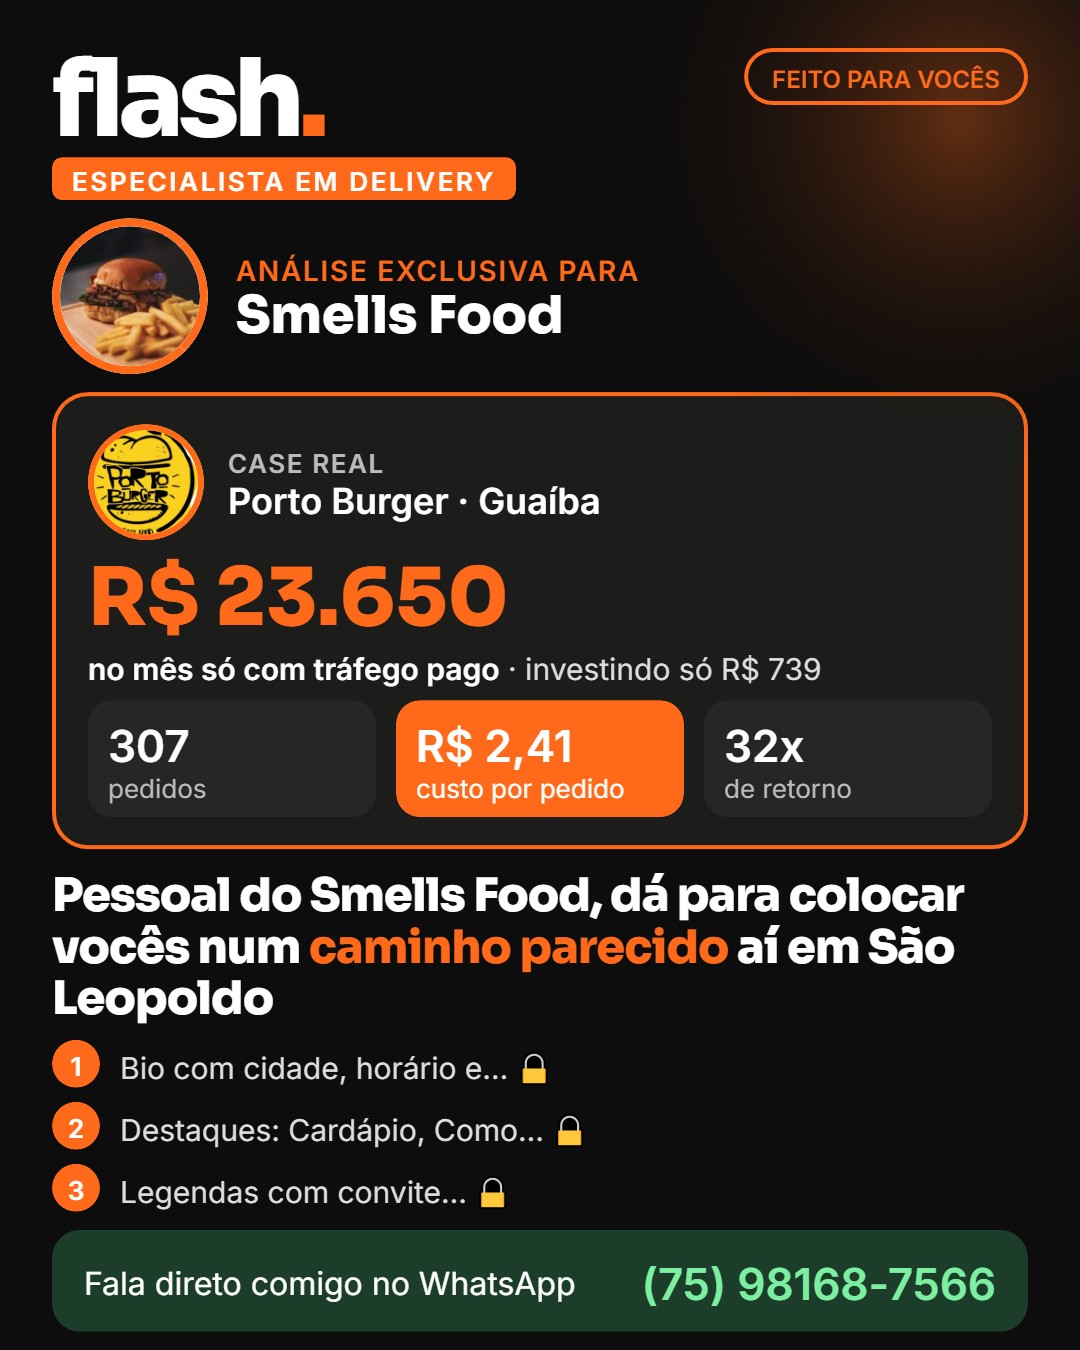 flash.
FEITO PARA VOCÊS
ESPECIALISTA EM DELIVERY
ANÁLISE EXCLUSIVA PARA
Smells Food
PORTO
BURGER
CASE REAL
Porto Burger · Guaíba
R$ 23.650
no mês só com tráfego pago · investindo só R$ 739
307
pedidos
R$ 2,41
custo por pedido
32x
de retorno
Pessoal do Smells Food, dá para colocar
vocês num caminho parecido aí em São
Leopoldo
1 Bio com cidade, horário e... 🔒
2 Destaques: Cardápio, Como... 🔒
3 Legendas com convite... 🔒
Fala direto comigo no WhatsApp (75) 98168-7566